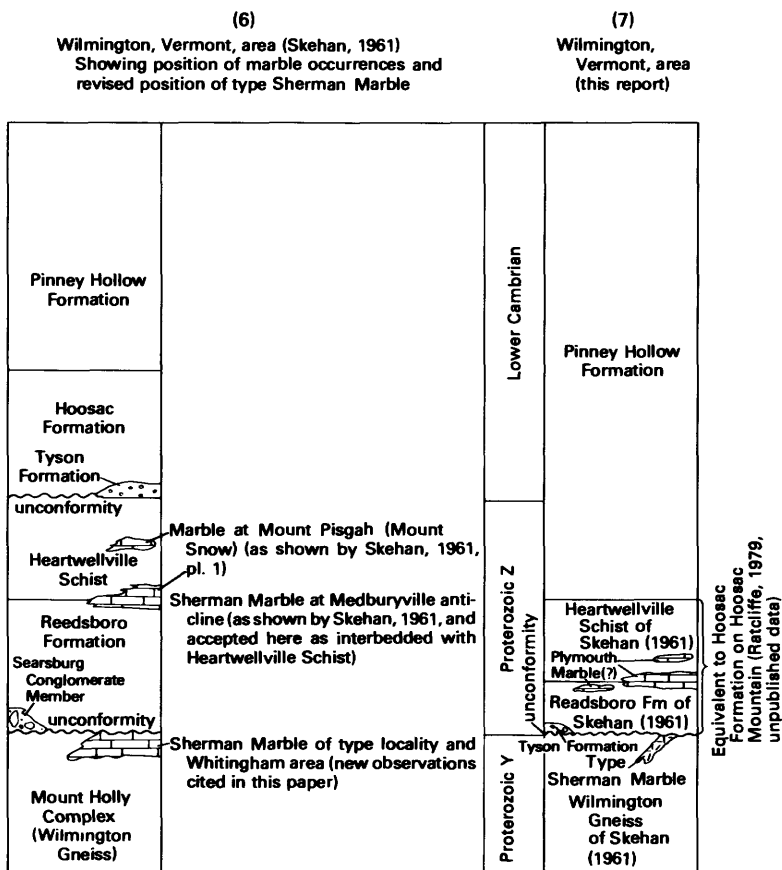 (6)
Wilmington, Vermont, area (Skehan, 1961)
Showing position of marble occurrences and
revised position of type Sherman Marble
(7)
Wilmington,
Vermont, area
(this report)
Pinney Hollow
Formation
Hoosac
Formation
Tyson
Formation
unconformity
Heartwellville
Schist
Reedsboro
Formation
Searsburg
Conglomerate
Member
unconformity
Mount Holly
Complex
(Wilmington
Gneiss)
Marble at Mount Pisgah (Mount
Snow) (as shown by Skehan, 1961,
pl. 1)
Sherman Marble at Medburyville anti-
cline (as shown by Skehan, 1961, and
accepted here as interbedded with
Heartwellville Schist)
Sherman Marble of type locality and
Whitingham area (new observations
cited in this paper)
Lower Cambrian
Proterozoic Z
unconformity
Proterozoic Y
Pinney Hollow
Formation
Heartwellville
Schist of
Skehan (1961)
Plymouth
Marble(?)
Readsboro Fm of
Skehan (1961)
Tyson Formation
Type
Sherman Marble
Wilmington
Gneiss
of Skehan
(1961)
Equivalent to Hoosac
Formation on Hoosac
Mountain (Ratcliffe, 1979,
unpublished data)